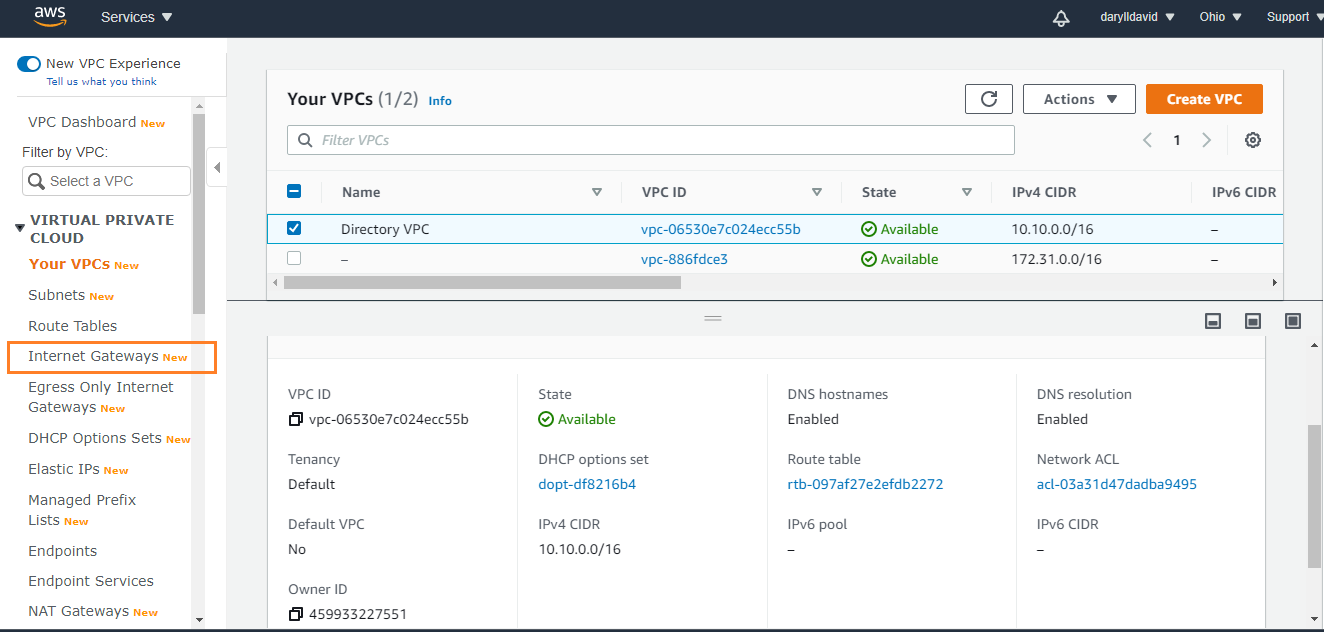 aws
Services
darylldavid
Ohio
Support
New VPC Experience
Tell us what you think
VPC Dashboard New
Filter by VPC:
Select a VPC
VIRTUAL PRIVATE
CLOUD
Your VPCs New
Subnets New
Route Tables
Internet Gateways New
Egress Only Internet
Gateways New
DHCP Options Sets New
Elastic IPs New
Managed Prefix
Lists New
Endpoints
Endpoint Services
NAT Gateways New
Your VPCs (1/2) Info
Actions
Create VPC
Filter VPCs
1
Name VPC ID State IPv4 CIDR IPv6 CIDR
Directory VPC vpc-06530e7c024ecc55b Available 10.10.0.0/16 –
– vpc-886fdce3 Available 172.31.0.0/16 –
VPC ID State DNS hostnames DNS resolution
vpc-06530e7c024ecc55b Available Enabled Enabled
Tenancy DHCP options set Route table Network ACL
Default dopt-df8216b4 rtb-097af27e2efdb2272 acl-03a31d47dadba9495
Default VPC IPv4 CIDR IPv6 pool IPv6 CIDR
No 10.10.0.0/16 – –
Owner ID
459933227551